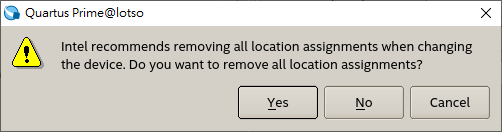 Quartus Prime@lotso
Intel recommends removing all location assignments when changing
the device. Do you want to remove all location assignments?
Yes No Cancel